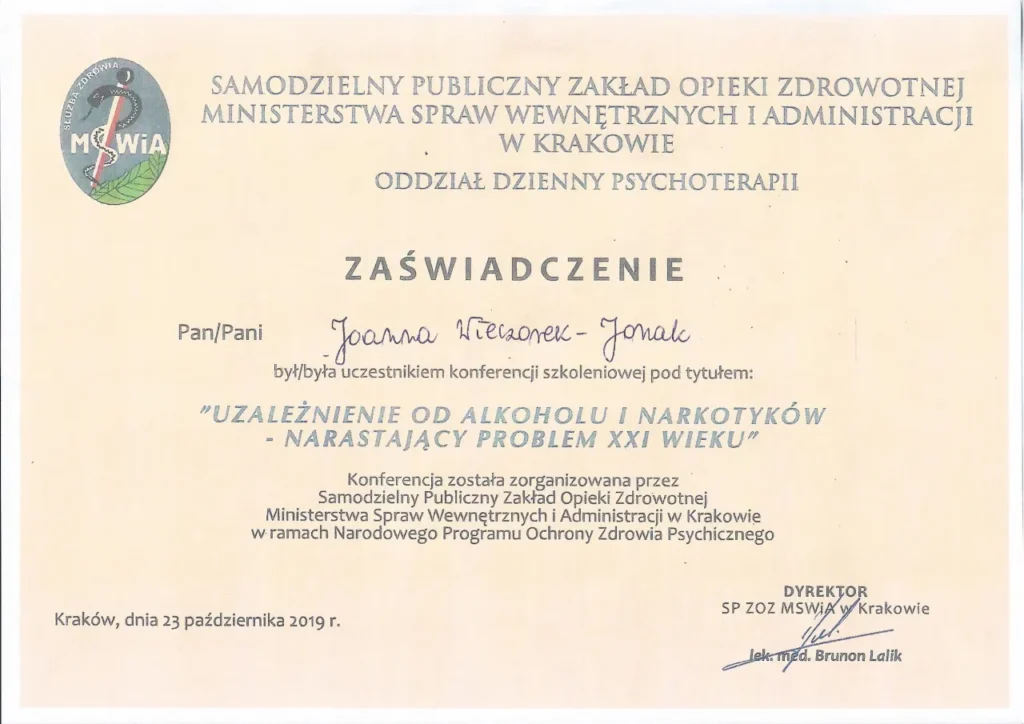 SŁUŻBA ZDROWIA
MSWiA
SAMODZIELNY PUBLICZNY ZAKŁAD OPIEKI ZDROWOTNEJ
MINISTERSTWA SPRAW WEWNĘTRZNYCH I ADMINISTRACJI
W KRAKOWIE
ODDZIAŁ DZIENNY PSYCHOTERAPII
ZAŚWIADCZENIE
Pan/Pani Joanna Wieczorek-Jonak
był/była uczestnikiem konferencji szkoleniowej pod tytułem:
"UZALEŻNIENIE OD ALKOHOLU I NARKOTYKÓW
- NARASTAJĄCY PROBLEM XXI WIEKU"
Konferencja została zorganizowana przez
Samodzielny Publiczny Zakład Opieki Zdrowotnej
Ministerstwa Spraw Wewnętrznych i Administracji w Krakowie
w ramach Narodowego Programu Ochrony Zdrowia Psychicznego
Kraków, dnia 23 października 2019 r.
DYREKTOR
SP ZOZ MSWiA w Krakowie
lek. med. Brunon Lalik